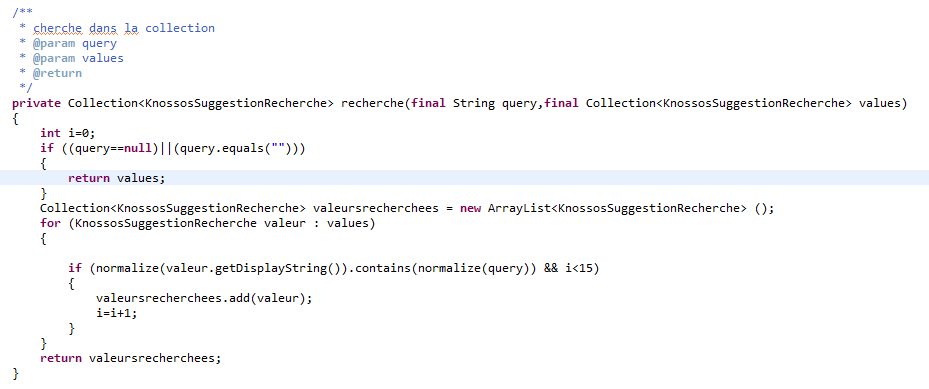 /**
 * cherche dans la collection
 * @param query
 * @param values
 * @return
 */
private Collection<KnossosSuggestionRecherche> recherche(final String query,final Collection<KnossosSuggestionRecherche> values)
{
    int i=0;
    if ((query==null)||(query.equals("")))
    {
        return values;
    }
    Collection<KnossosSuggestionRecherche> valeursrecherchees = new ArrayList<KnossosSuggestionRecherche> ();
    for (KnossosSuggestionRecherche valeur : values)
    {

        if (normalize(valeur.getDisplayString()).contains(normalize(query)) && i<15)
        {
            valeursrecherchees.add(valeur);
            i=i+1;
        }
    }
    return valeursrecherchees;
}